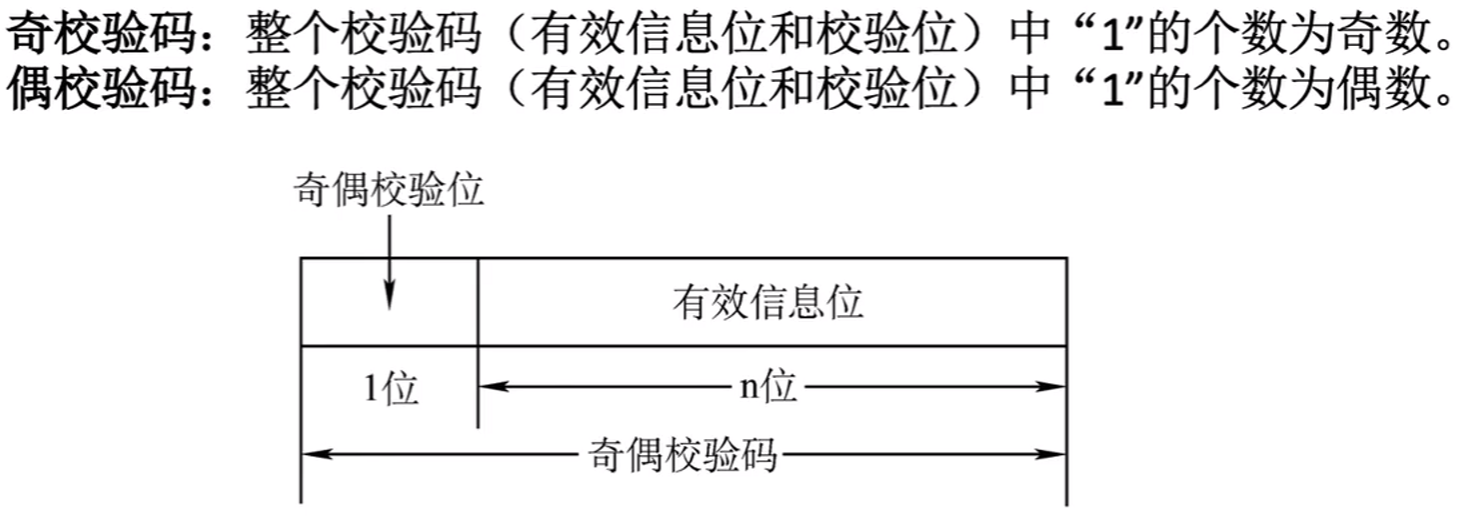 奇校验码：整个校验码（有效信息位和校验位）中“1”的个数为奇数。
偶校验码：整个校验码（有效信息位和校验位）中“1”的个数为偶数。
奇偶校验位
有效信息位
1位
n位
奇偶校验码